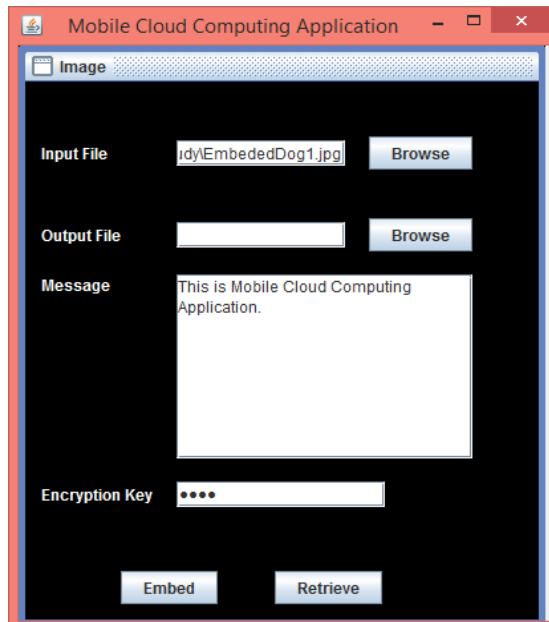 Mobile Cloud Computing Application
Image
Input File
udy\EmbededDog1.jpg
Browse
Output File
Browse
Message
This is Mobile Cloud Computing
Application.
Encryption Key
••••
Embed
Retrieve